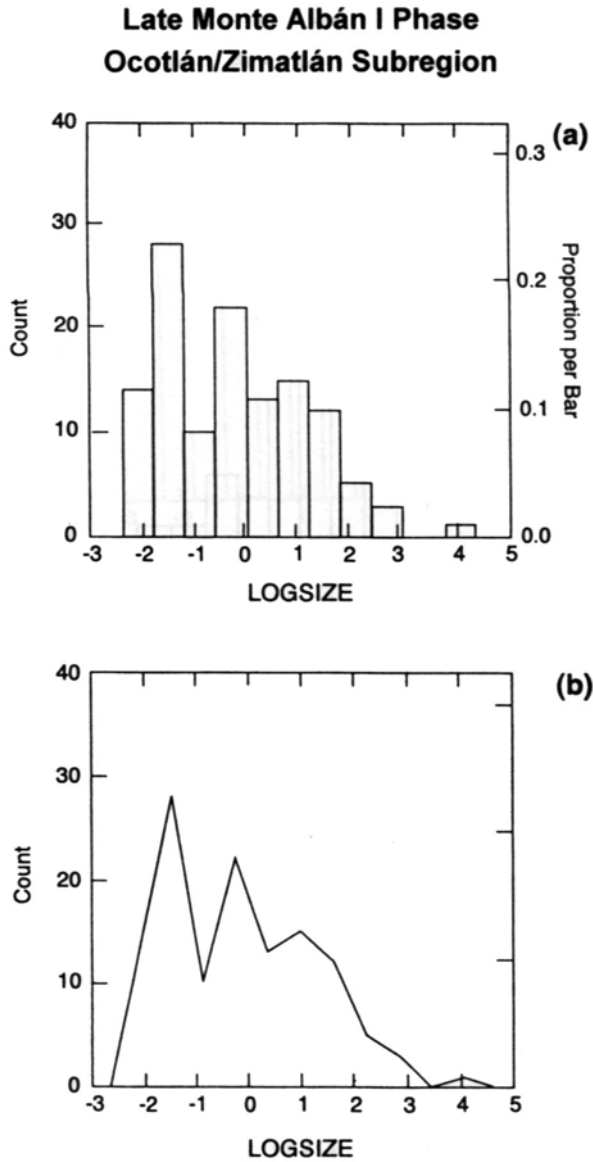 Late Monte Albán I Phase
Ocotlán/Zimatlán Subregion
(a)
40
30
20
10
0
Count
0.3
0.2
0.1
0.0
Proportion per Bar
-3 -2 -1 0 1 2 3 4 5
LOGSIZE
(b)
40
30
20
10
0
Count
-3 -2 -1 0 1 2 3 4 5
LOGSIZE